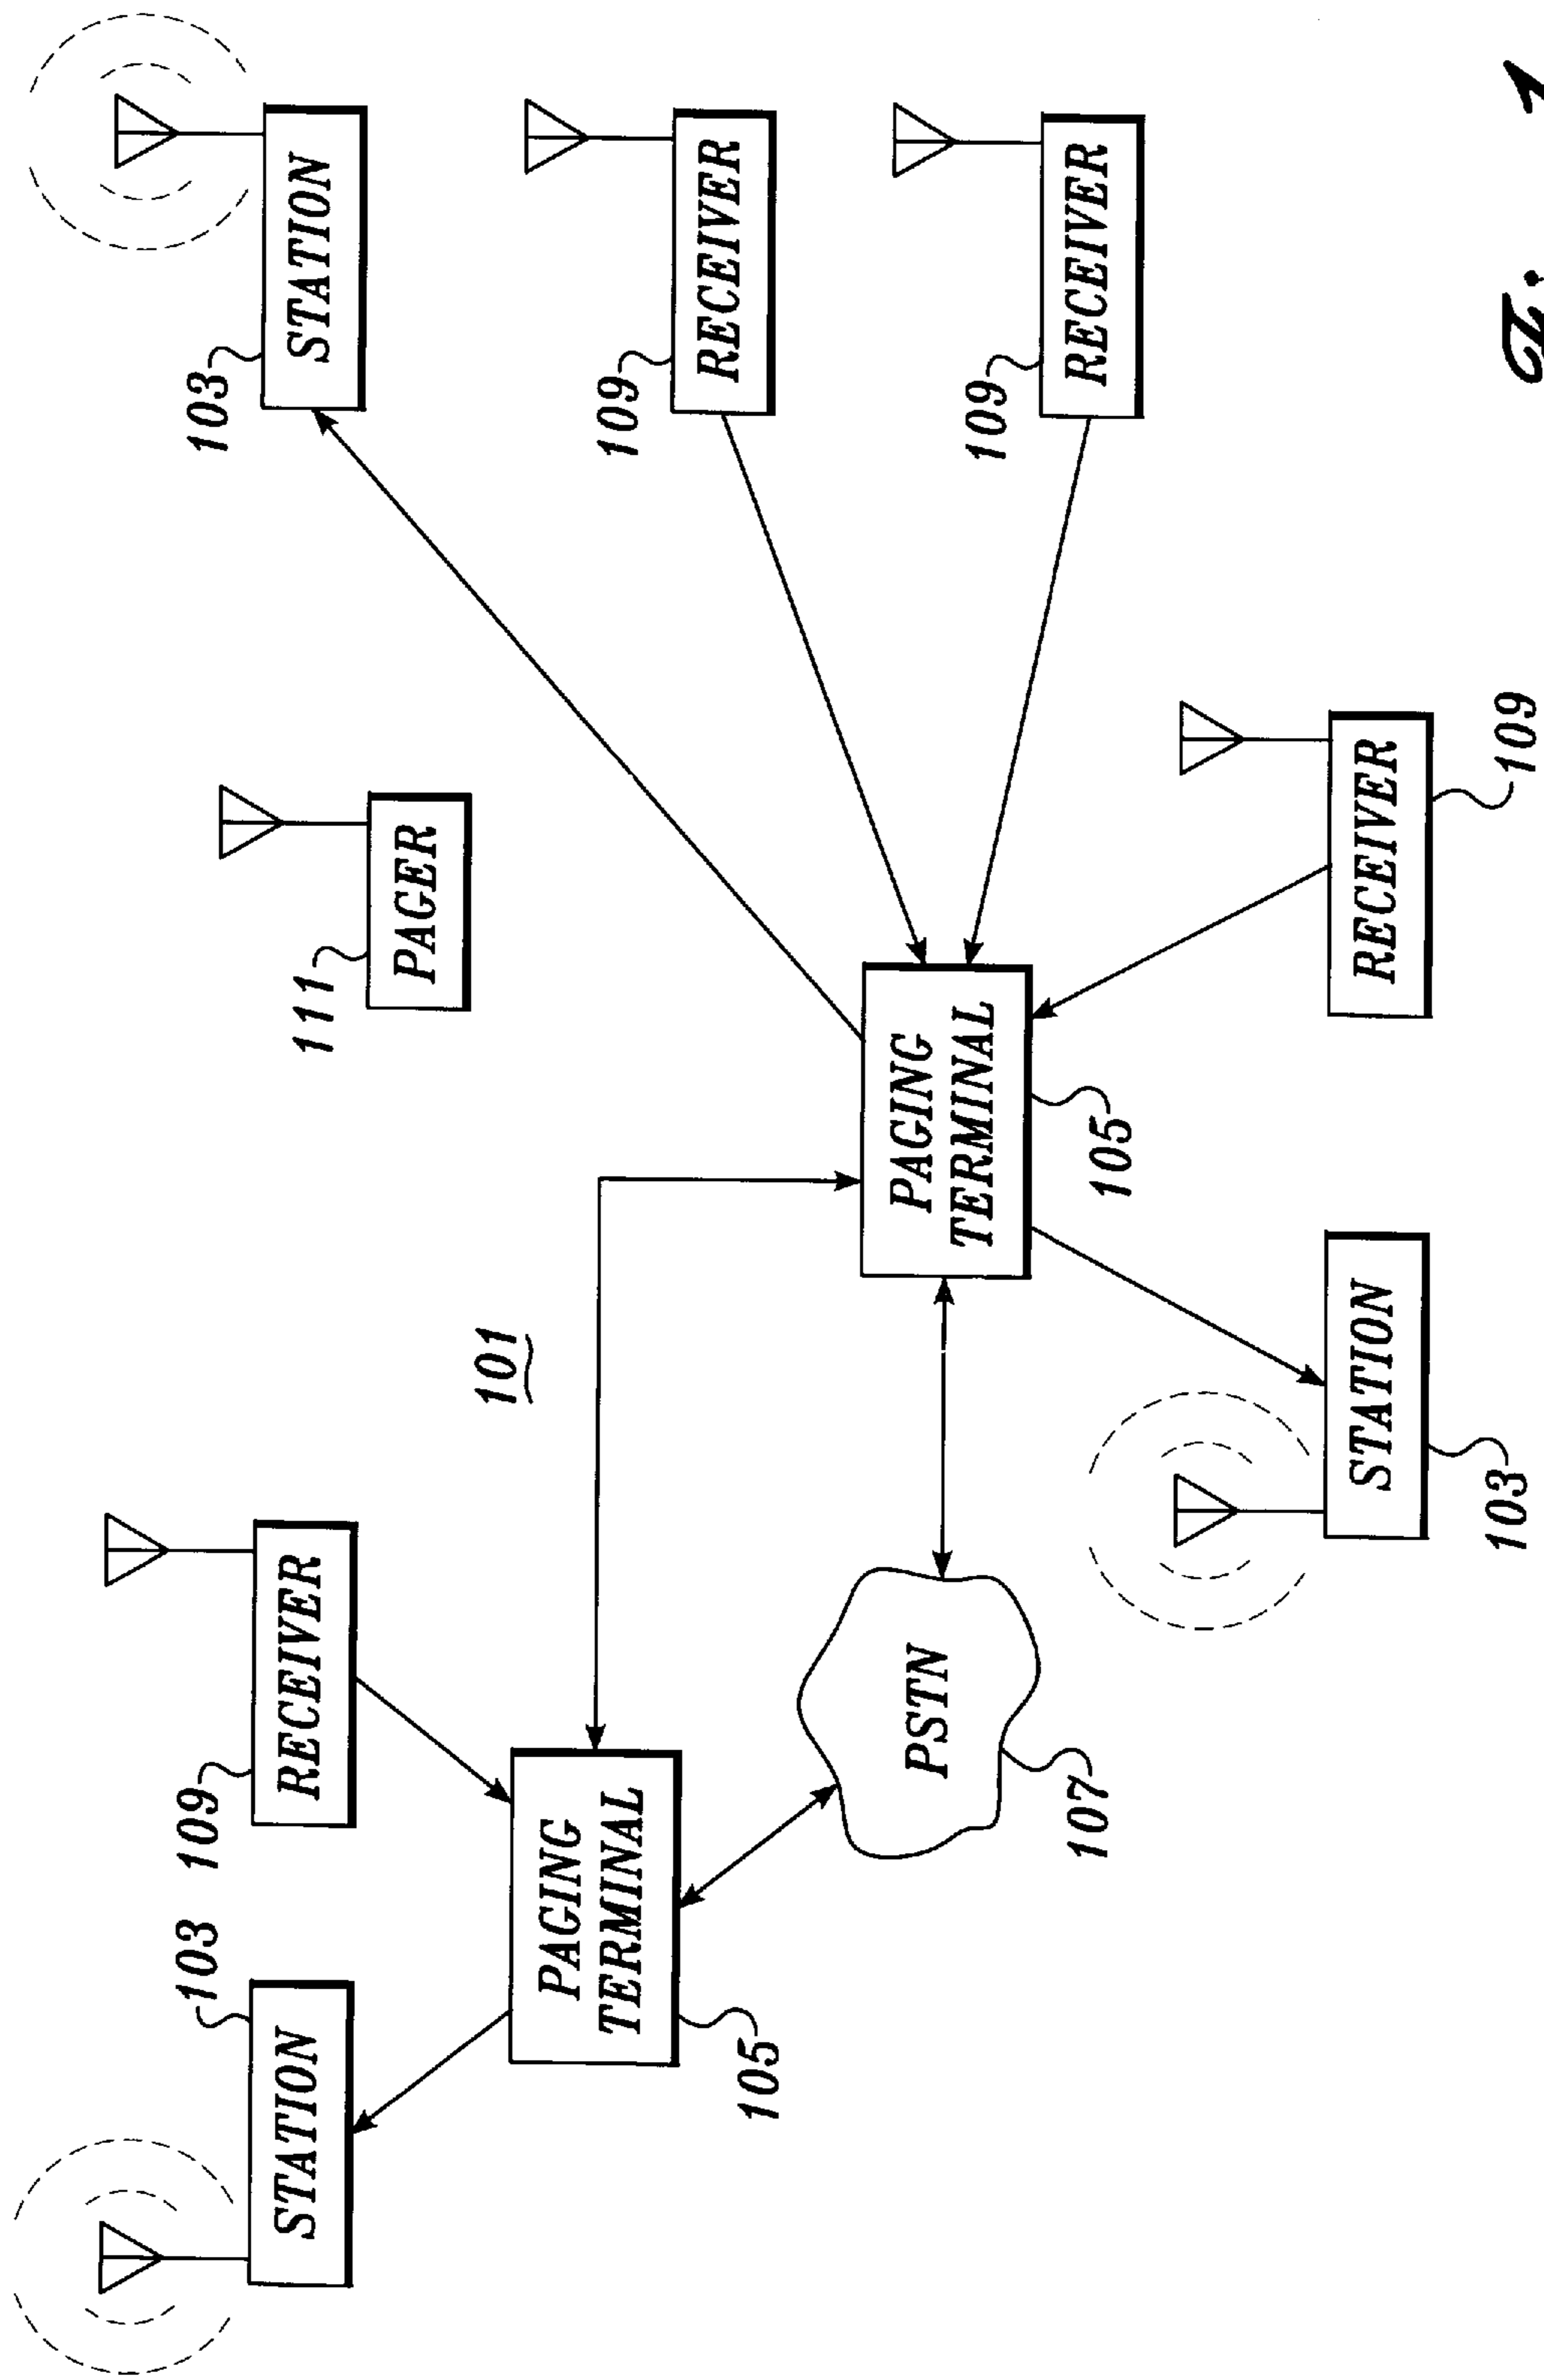 103
STATION
109
RECEIVER
101
111
PAGER
103
STATION
PAGING
TERMINAL
105
PSTN
107
PAGING
TERMINAL
105
109
RECEIVER
109
RECEIVER
STATION
103
RECEIVER
109
1